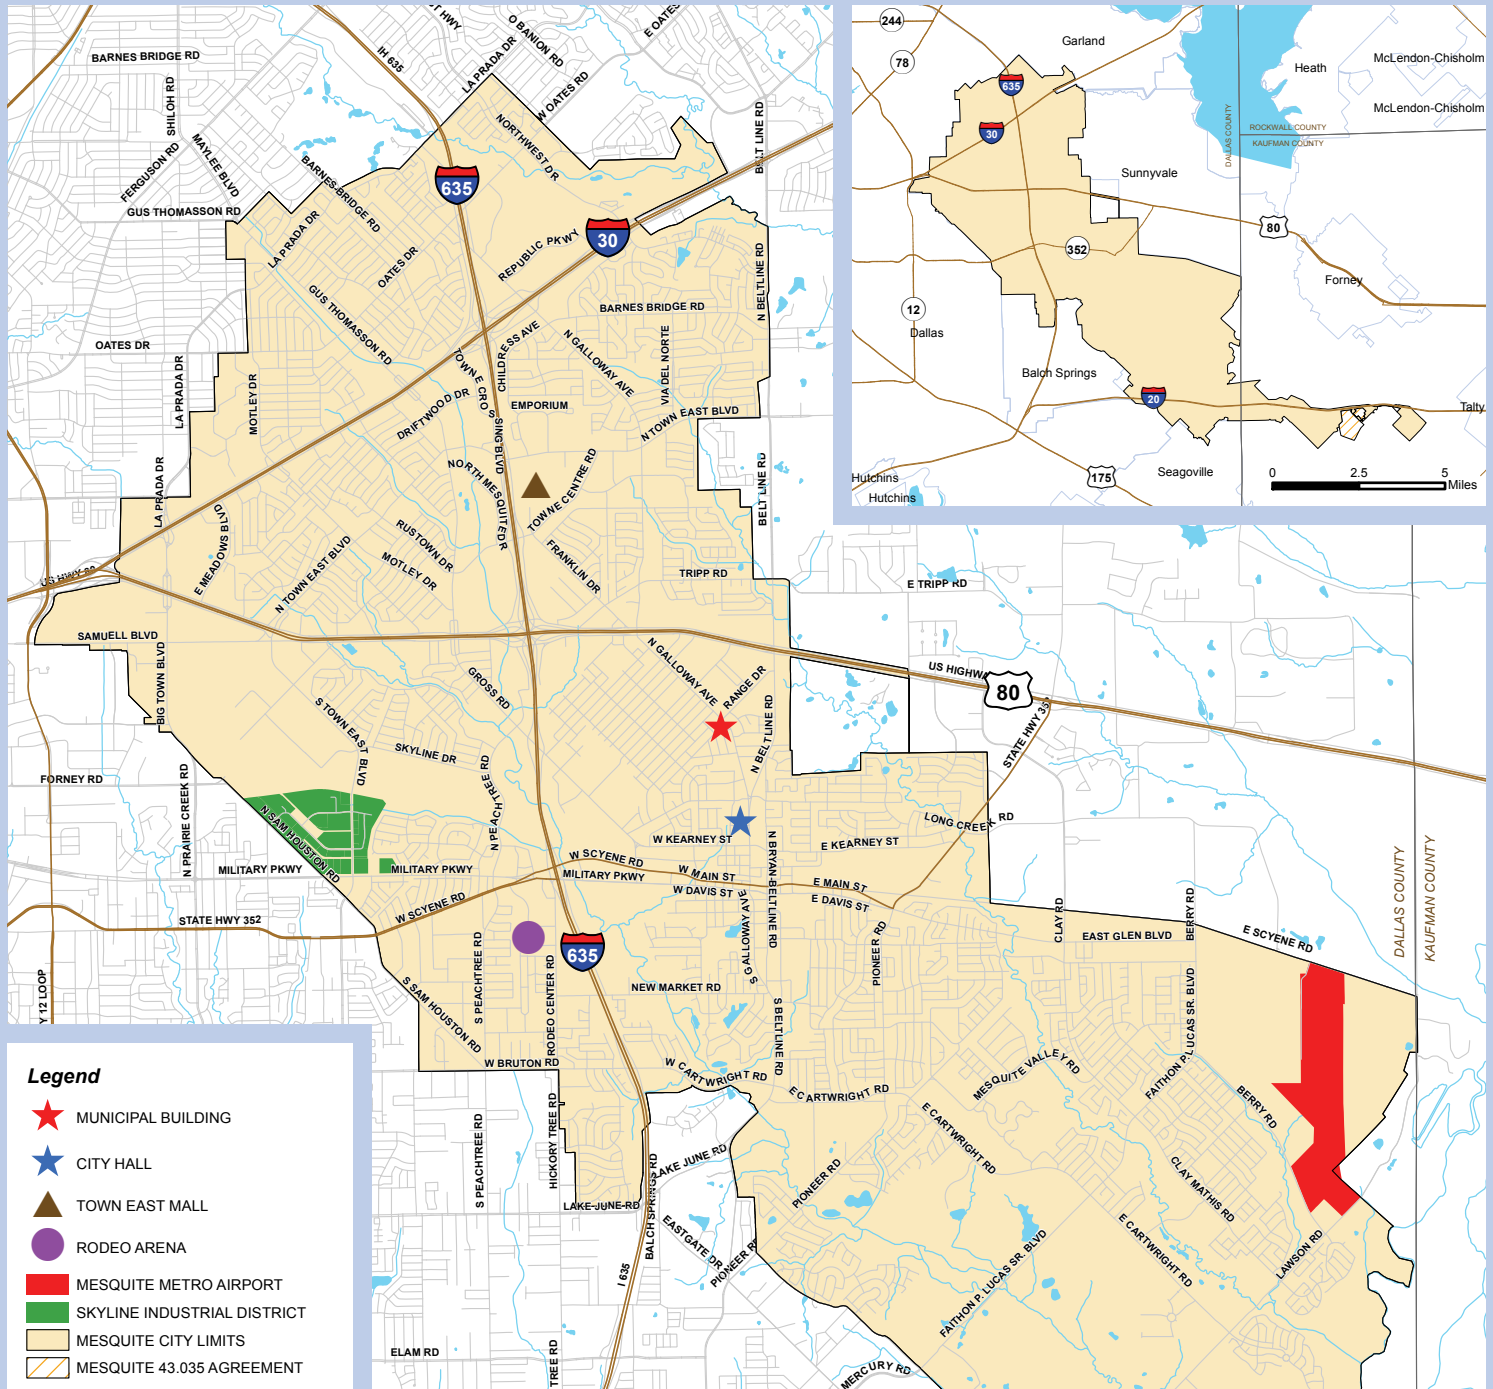 BARNES BRIDGE RD
IH 635
LA PRADA DR
O BANION RD
W OATES RD
SHILOH RD
MAYLEE BLVD
FERGUSON RD
GUS THOMASSON RD
BARNES-BRIDGE RD
LA PRADA DR
OATES DR
NORTHWEST DR
635
30
REPUBLIC PKWY
BELT LINE RD
N BELTLINE RD
BARNES BRIDGE RD
GUS THOMASSON RD
OATES DR
LA PRADA DR
MOTLEY DR
TOWNE CROSSING BLVD
CHILDRESS AVE
N GALLOWAY AVE
VIA DEL NORTE
DRIFTWOOD DR
EMPORIUM
N TOWN EAST BLVD
NORTH MESQUITE DR
TOWNE CENTRE RD
BELT LINE RD
LA PRADA DR
E MEADOWS BLVD
N TOWN EAST BLVD
RUSTOWN DR
MOTLEY DR
FRANKLIN DR
TRIPP RD
E TRIPP RD
SAMUELL BLVD
BIG TOWN BLVD
GROSS RD
N GALLOWAY AVE
RANGE DR
N BELTLINE RD
80
STATE HWY 35
S TOWN EAST BLVD
SKYLINE DR
N PEACHTREE RD
FORNEY RD
N PRAIRIE CREEK RD
N SAM HOUSTON RD
MILITARY PKWY
MILITARY PKWY
W SCYENE RD
W SCYENE RD
MILITARY PKWY
W KEARNEY ST
E KEARNEY ST
LONG CREEK RD
W MAIN ST
E MAIN ST
W DAVIS ST
E DAVIS ST
N BRYAN-BELTLINE RD
S GALLOWAY AVE
PIONEER RD
STATE HWY 352
S SAM HOUSTON RD
S PEACHTREE RD
RODEO CENTER RD
635
NEW MARKET RD
S BELTLINE RD
W BRUTON RD
W CARTWRIGHT RD
E CARTWRIGHT RD
MESQUITE VALLEY RD
E CARTWRIGHT RD
CLAY RD
EAST GLEN BLVD
BERRY RD
E SCYENE RD
DALLAS COUNTY
KAUFMAN COUNTY
FAITHON P. LUCAS SR. BLVD
BERRY RD
CLAY MATHIS RD
E CARTWRIGHT RD
LAWSON RD
FAITHON P. LUCAS SR. BLVD
PIONEER RD
S PEACHTREE RD
HICKORY TREE RD
LAKE JUNE RD
LAKE-JUNE-RD
BALCH SPRINGS RD
EASTGATE DR
I 635
ELAM RD
MERCURY RD
Y 12 LOOP
TREE RD
244
78
635
30
Garland
Heath
McLendon-Chisholm
McLendon-Chisholm
DALLAS COUNTY
ROCKWALL COUNTY
KAUFMAN COUNTY
Sunnyvale
80
352
Forney
12
Dallas
Balch Springs
20
Talty
175
Seagoville
Hutchins
Hutchins
0 2.5 5
Miles
Legend
MUNICIPAL BUILDING
CITY HALL
TOWN EAST MALL
RODEO ARENA
MESQUITE METRO AIRPORT
SKYLINE INDUSTRIAL DISTRICT
MESQUITE CITY LIMITS
MESQUITE 43.035 AGREEMENT